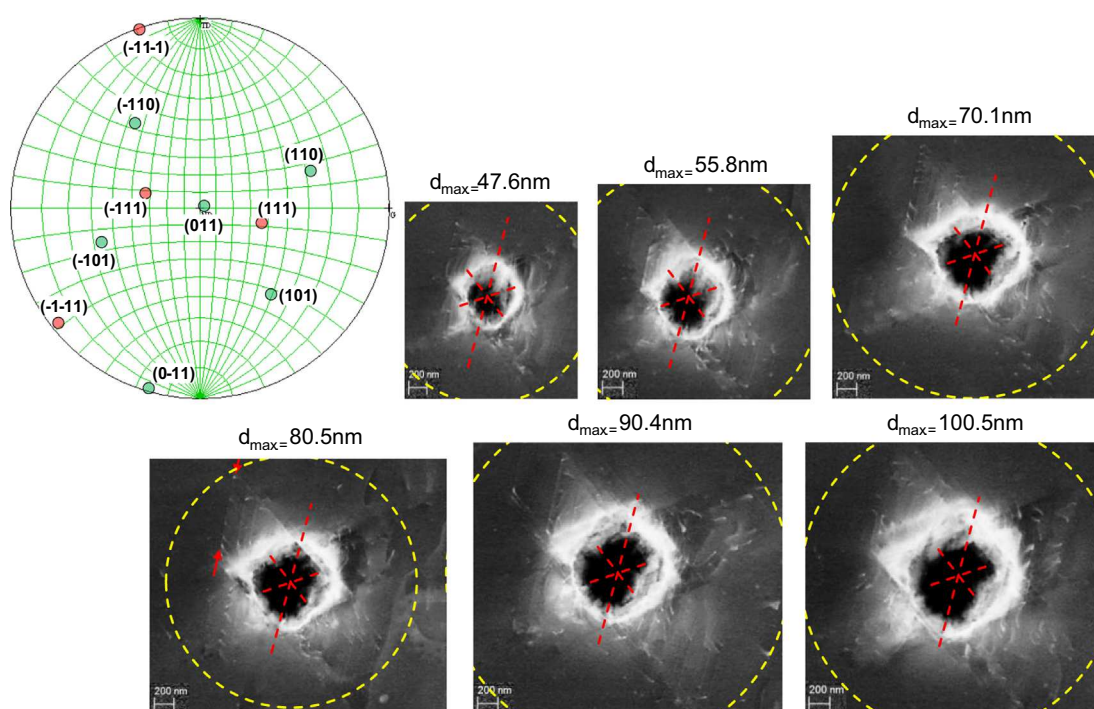 TD
(-11-1)
(-110)
(110)
(-111)
(011)
(111)
(-101)
(101)
(-1-11)
(0-11)
dmax=47.6nm
dmax=55.8nm
dmax=70.1nm
200 nm
200 nm
200 nm
dmax=80.5nm
dmax=90.4nm
dmax=100.5nm
200 nm
200 nm
200 nm